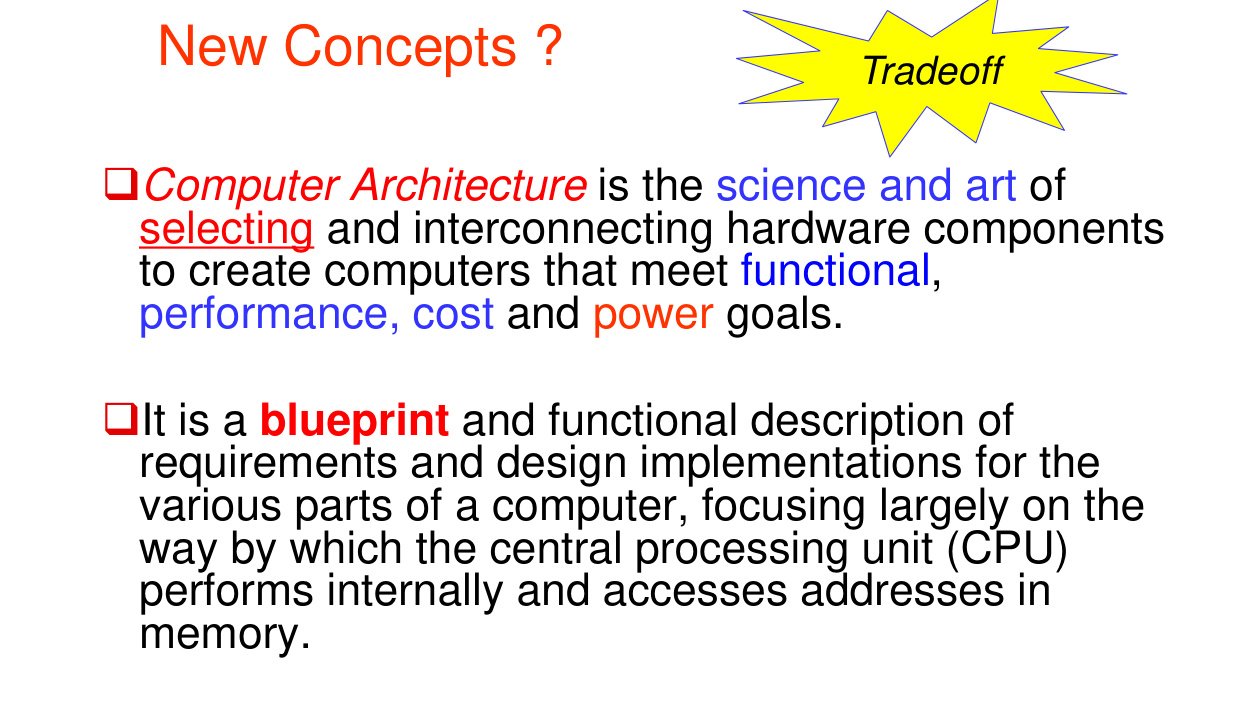 New Concepts ?
Tradeoff
❑Computer Architecture is the science and art of
selecting and interconnecting hardware components
to create computers that meet functional,
performance, cost and power goals.
❑It is a blueprint and functional description of
requirements and design implementations for the
various parts of a computer, focusing largely on the
way by which the central processing unit (CPU)
performs internally and accesses addresses in
memory.